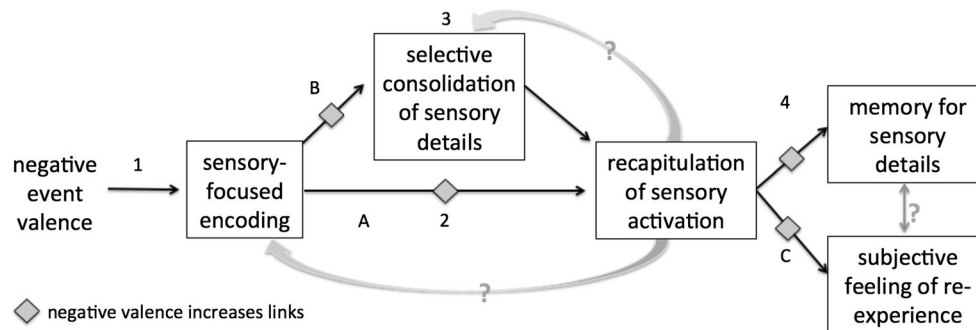 negative
event
valence
1
sensory-
focused
encoding
B
3
selective
consolidation
of sensory
details
A
2
?
?
recapitulation
of sensory
activation
4
memory for
sensory
details
?
C
subjective
feeling of re-
experience
negative valence increases links